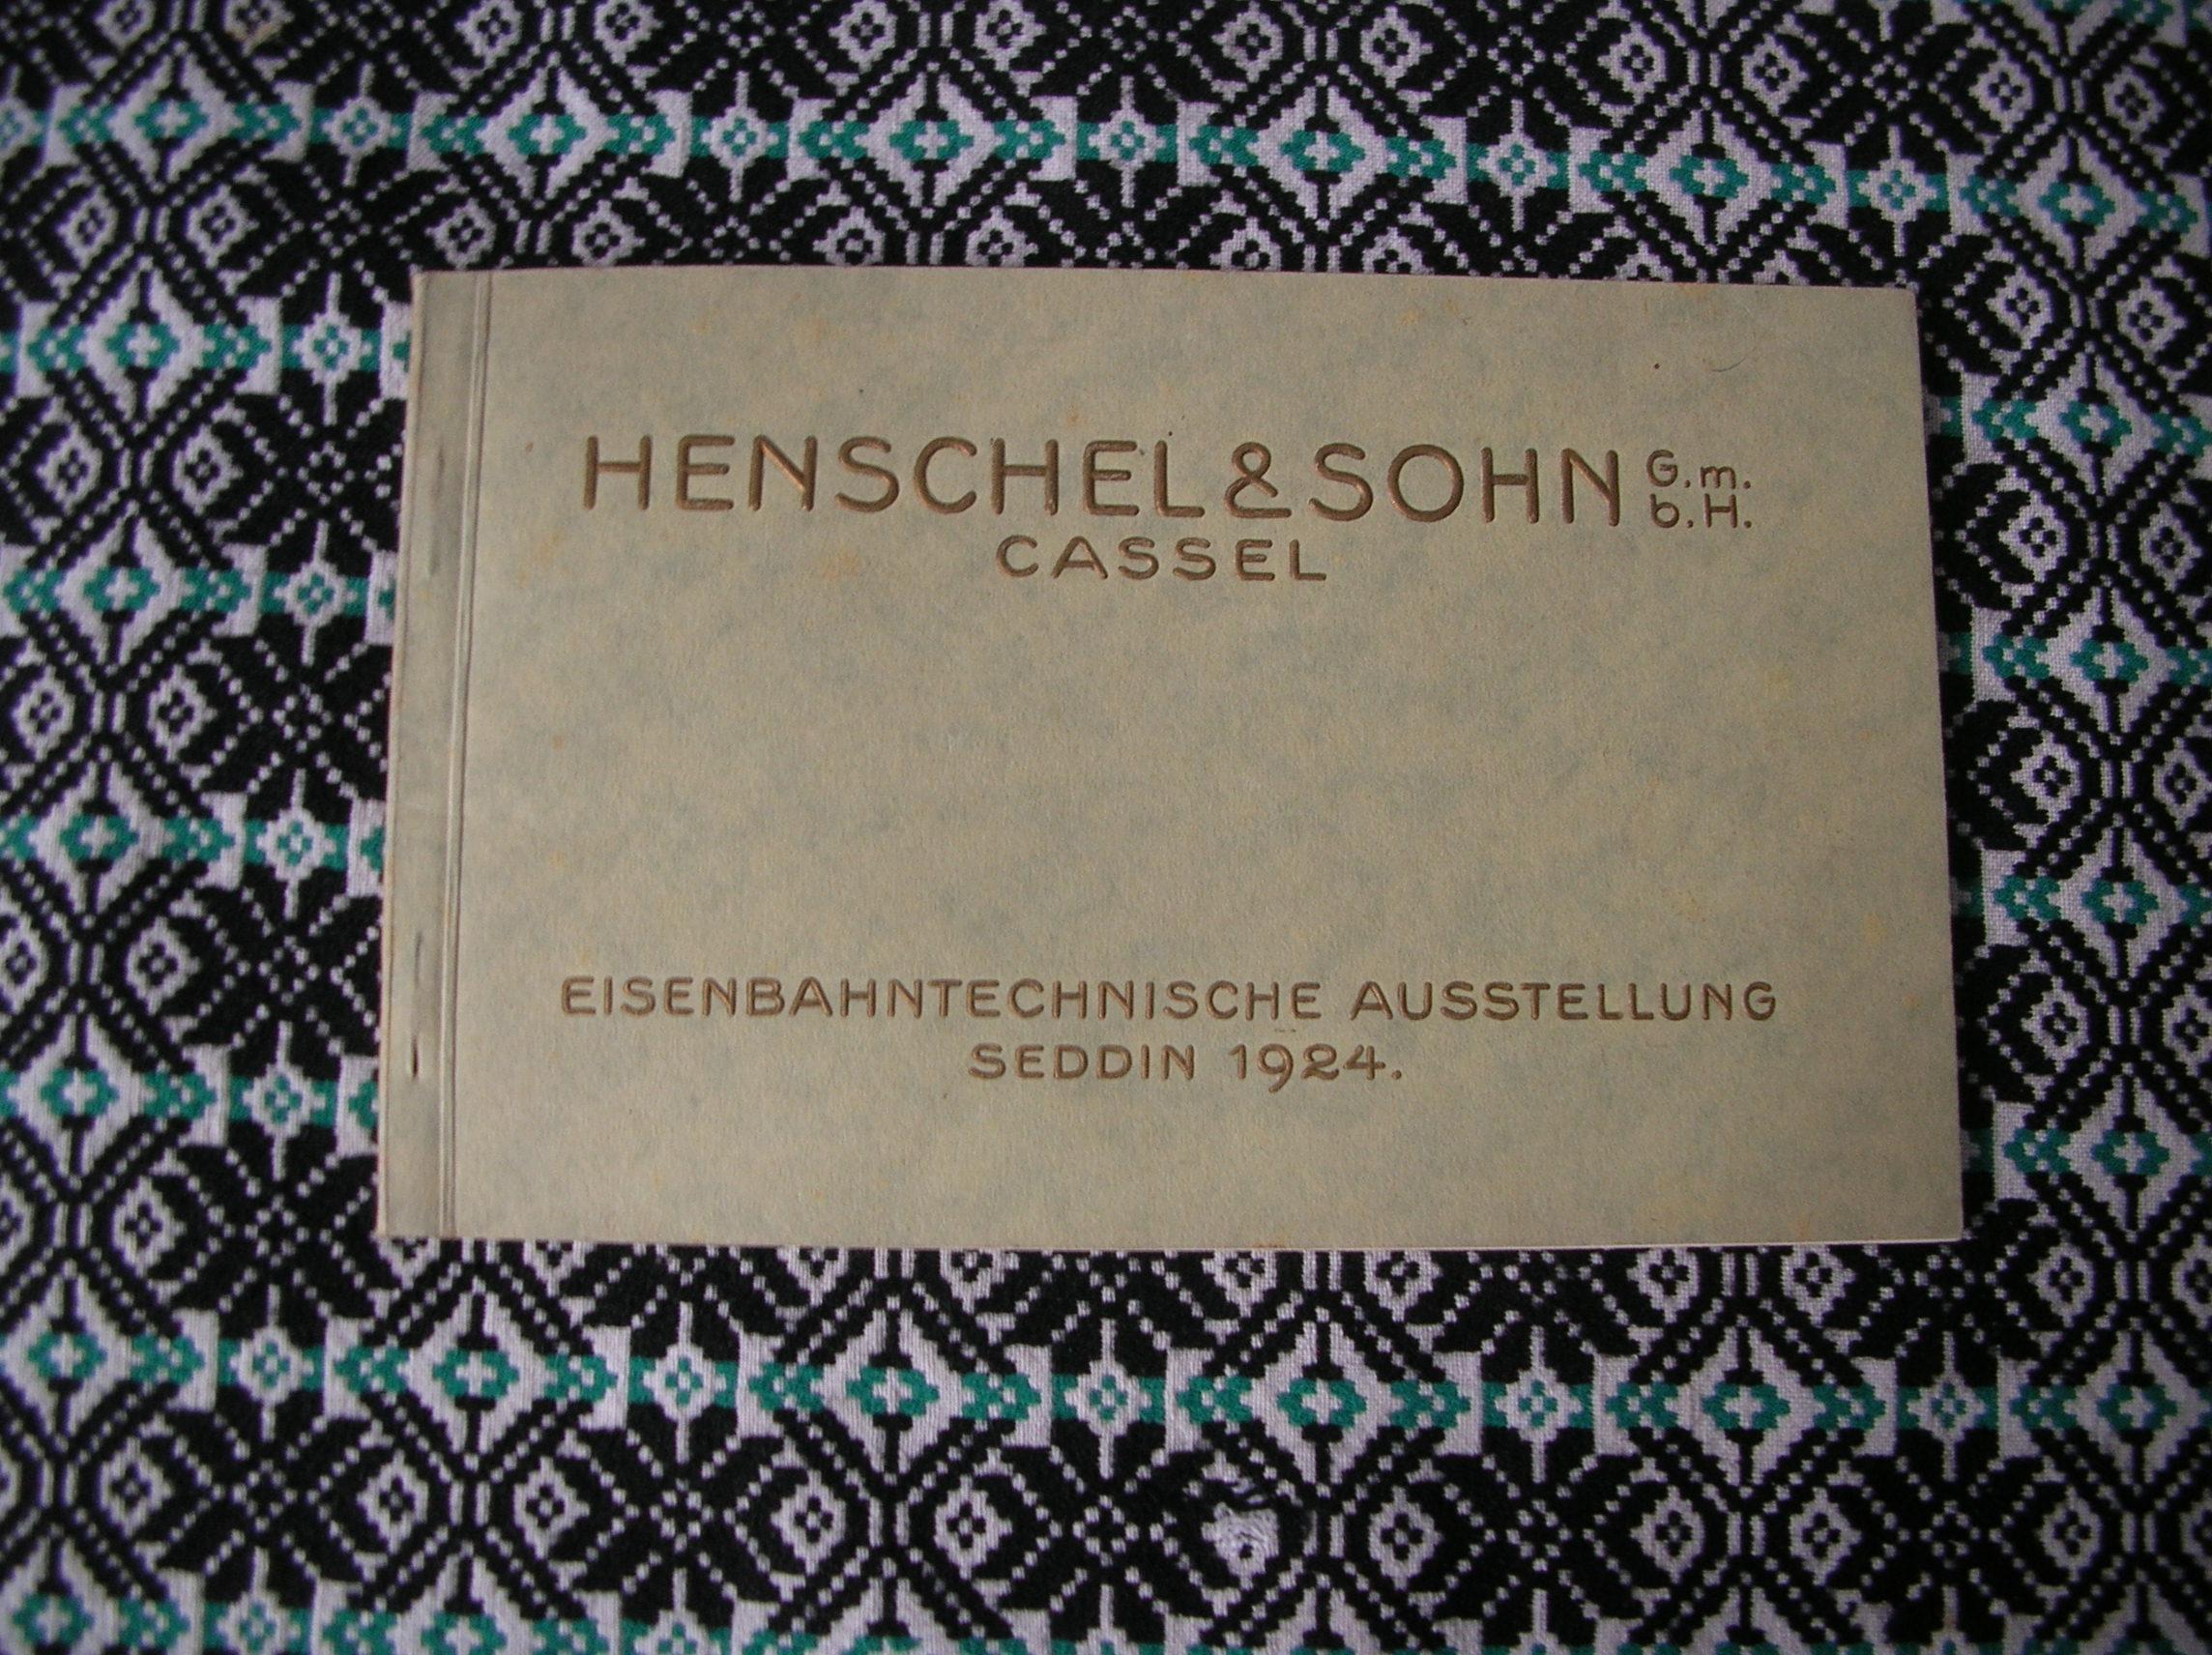 HENSCHEL & SOHN G.m.b.H.
CASSEL
EISENBAHNTECHNISCHE AUSSTELLUNG
SEDDIN 1924.